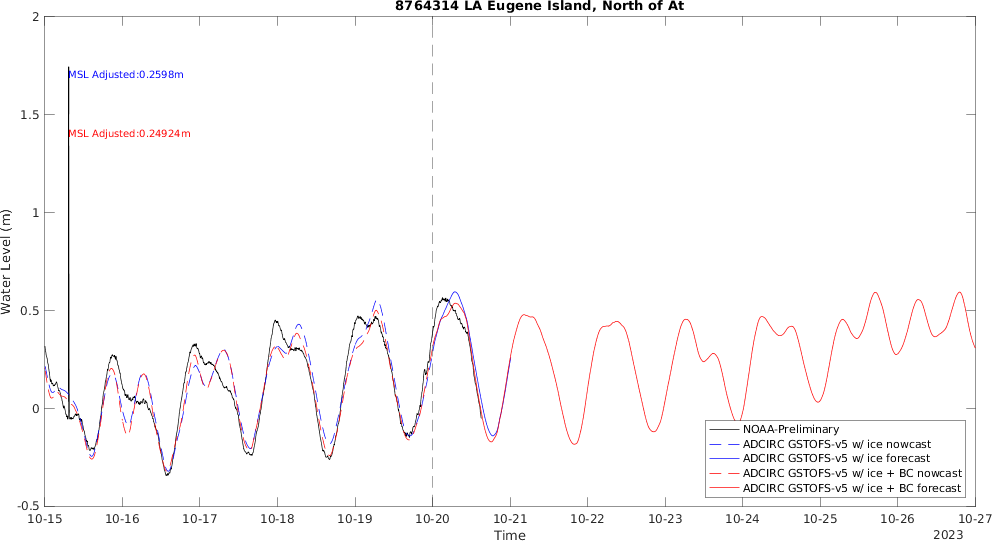 8764314 LA Eugene Island, North of At
2
MSL Adjusted:0.2598m
1.5
MSL Adjusted:0.24924m
1
Water Level (m)
0.5
0
NOAA-Preliminary
ADCIRC GSTOFS-v5 w/ ice nowcast
ADCIRC GSTOFS-v5 w/ ice forecast
ADCIRC GSTOFS-v5 w/ ice + BC nowcast
ADCIRC GSTOFS-v5 w/ ice + BC forecast
-0.5
10-15 10-16 10-17 10-18 10-19 10-20 10-21 10-22 10-23 10-24 10-25 10-26 10-27
Time
2023